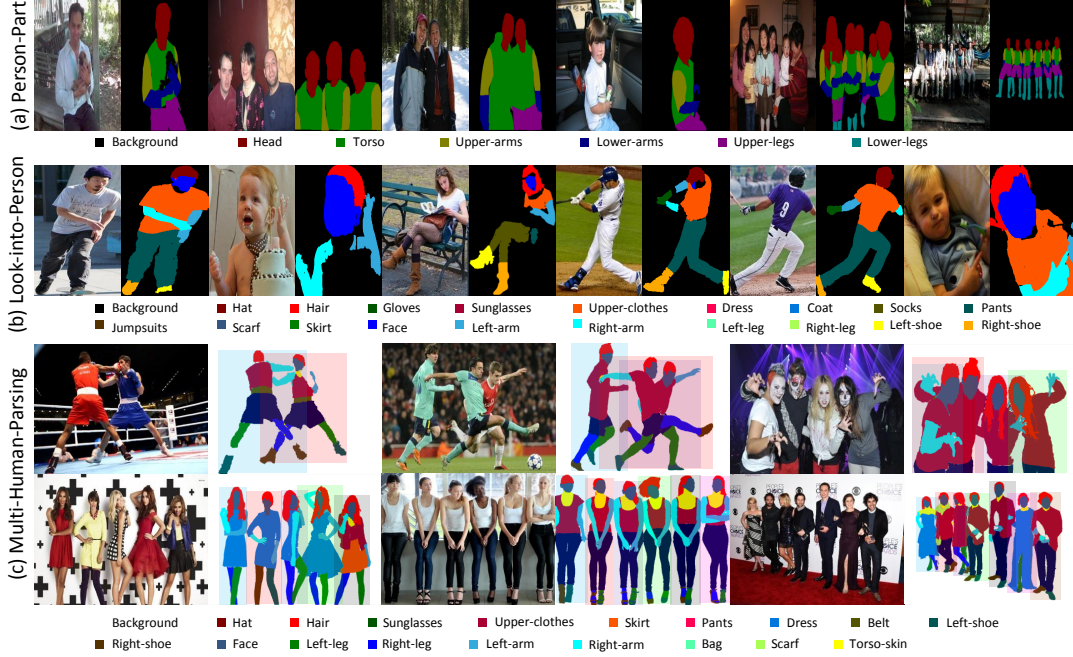 (a) Person-Part
Background Head Torso Upper-arms Lower-arms Upper-legs Lower-legs
(b) Look-into-Person
9
Background Hat Hair Gloves Sunglasses Upper-clothes Dress Coat Socks Pants
Jumpsuits Scarf Skirt Face Left-arm Right-arm Left-leg Right-leg Left-shoe Right-shoe
(c) Multi-Human-Parsing
Background Hat Hair Sunglasses Upper-clothes Skirt Pants Dress Belt Left-shoe
Right-shoe Face Left-leg Right-leg Left-arm Right-arm Bag Scarf Torso-skin